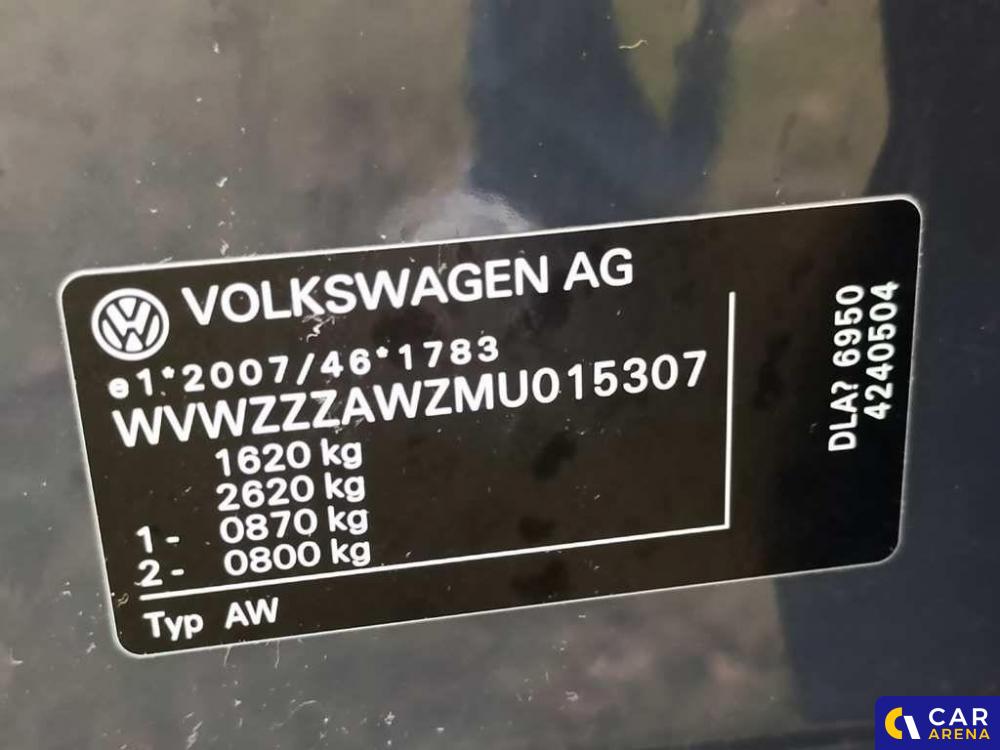 VOLKSWAGEN AG
e1*2007/46*1783
WVWZZZAWZMU015307
1620 kg
2620 kg
1- 0870 kg
2- 0800 kg
Typ AW
DLA? 6950
4240504
CAR
ARENA